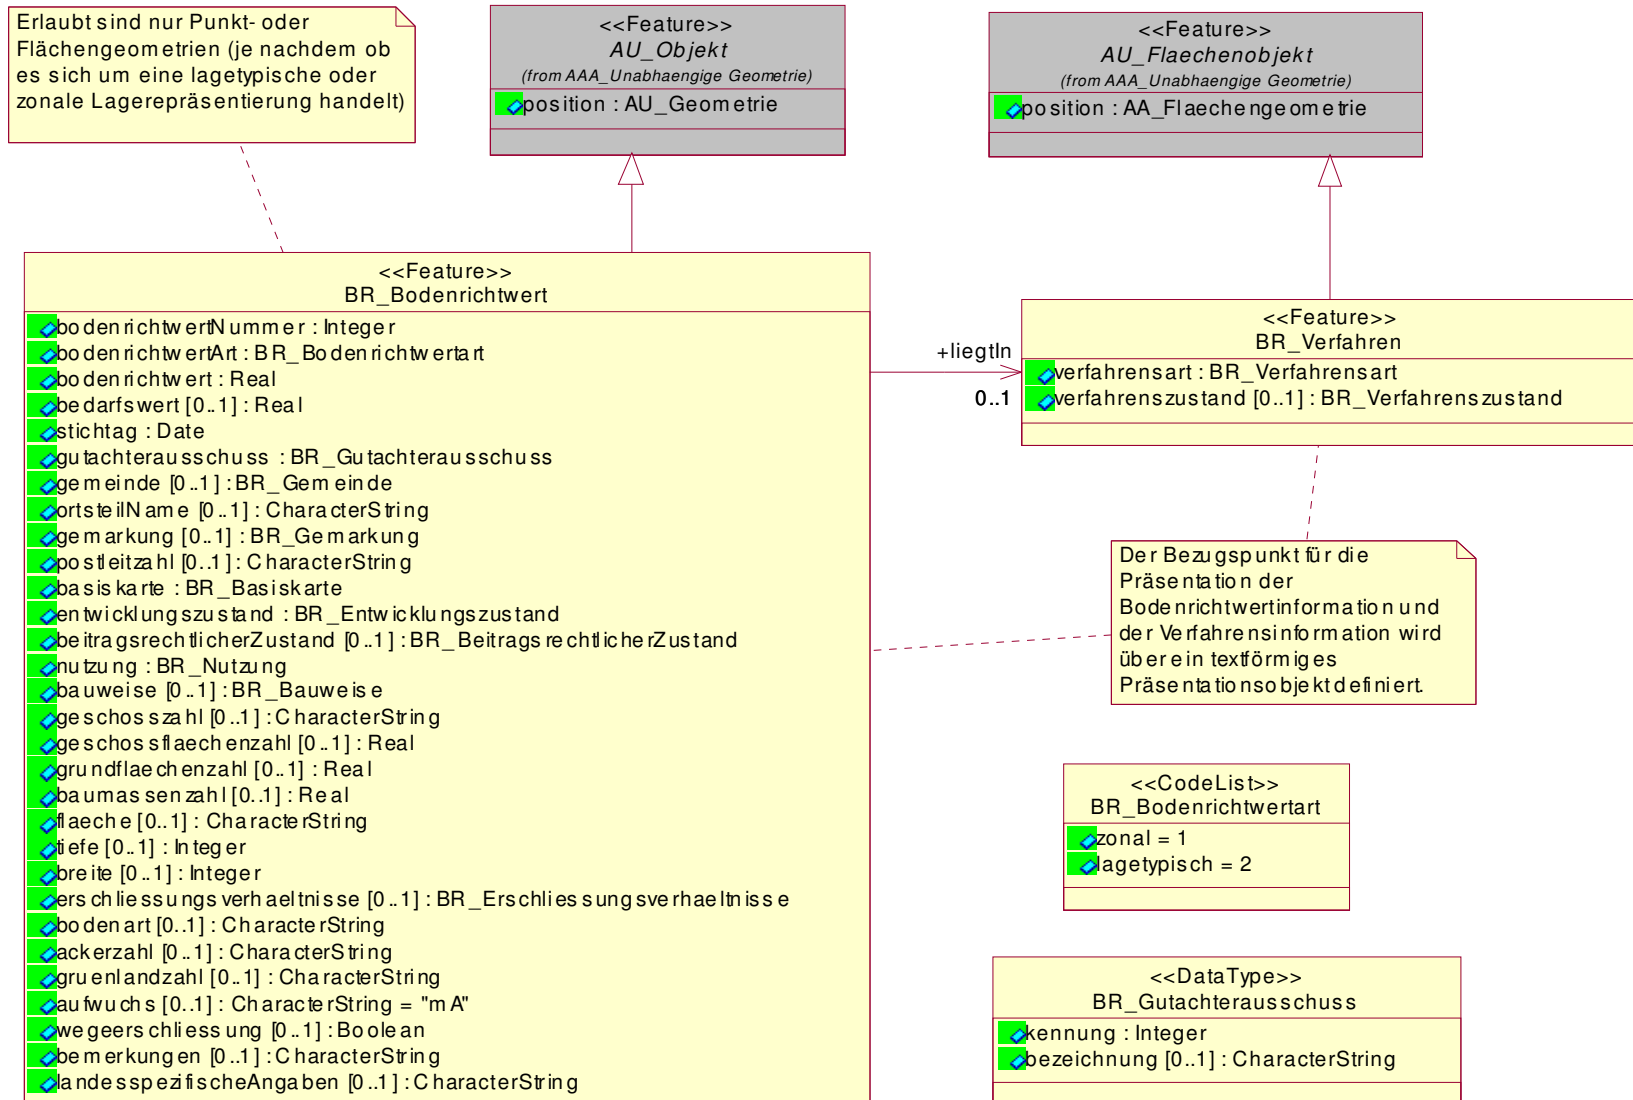 Erlaubt sind nur Punkt- oder
Flächengeometrien (je nachdem ob
es sich um eine lagetypische oder
zonale Lagerepräsentierung handelt)
<<Feature>>
AU_Objekt
(from AAA_Unabhaengige Geometrie)
position : AU_Geometrie
<<Feature>>
AU_Flaechenobjekt
(from AAA_Unabhaengige Geometrie)
position : AA_Flaechengeometrie
<<Feature>>
BR_Bodenrichtwert
bodenrichtwertNummer : Integer
bodenrichtwertArt : BR_Bodenrichtwertart
bodenrichtwert : Real
bedarfswert [0..1] : Real
stichtag : Date
gutachterausschuss : BR_Gutachterausschuss
gemeinde [0..1] : BR_Gemeinde
ortsteilName [0..1] : CharacterString
gemarkung [0..1] : BR_Gemarkung
postleitzahl [0..1] : CharacterString
basiskarte : BR_Basiskarte
entwicklungszustand : BR_Entwicklungszustand
beitragsrechtlicherZustand [0..1] : BR_BeitragsrechtlicherZustand
nutzung : BR_Nutzung
bauweise [0..1] : BR_Bauweise
geschosszahl [0..1] : CharacterString
geschossflaechenzahl [0..1] : Real
grundflaechenzahl [0..1] : Real
baumassenzahl [0..1] : Real
flaeche [0..1] : CharacterString
tiefe [0..1] : Integer
breite [0..1] : Integer
erschliessungsverhaeltnisse [0..1] : BR_Erschliessungsverhaeltnisse
bodenart [0..1] : CharacterString
ackerzahl [0..1] : CharacterString
gruenlandzahl [0..1] : CharacterString
aufwuchs [0..1] : CharacterString = "mA"
wegeerschliessung [0..1] : Boolean
bemerkungen [0..1] : CharacterString
landesspezifischeAngaben [0..1] : CharacterString
+liegtIn
0..1
<<Feature>>
BR_Verfahren
verfahrensart : BR_Verfahrensart
verfahrenszustand [0..1] : BR_Verfahrenszustand
Der Bezugspunkt für die
Präsentation der
Bodenrichtwertinformation und
der Verfahrensinformation wird
über ein textförmiges
Präsentationsobjekt definiert.
<<CodeList>>
BR_Bodenrichtwertart
zonal = 1
lagetypisch = 2
<<DataType>>
BR_Gutachterausschuss
kennung : Integer
bezeichnung [0..1] : CharacterString